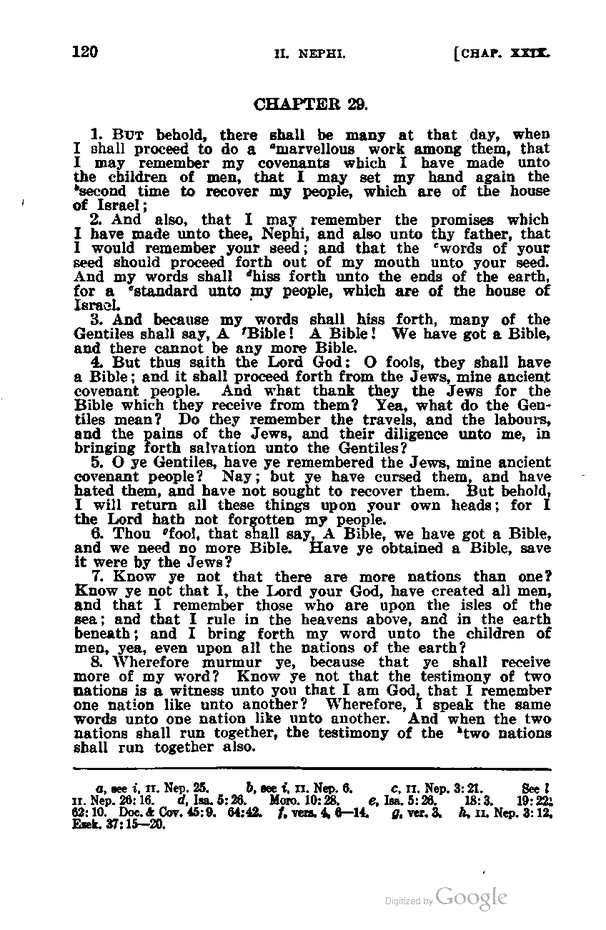 120 II. NEPHI. [CHAP. XXIX.
CHAPTER 29.
1. BUT behold, there shall be many at that day, when
I shall proceed to do a ᵃmarvellous work among them, that
I may remember my covenants which I have made unto
the children of men, that I may set my hand again the
ᵇsecond time to recover my people, which are of the house
of Israel;
2. And also, that I may remember the promises which
I have made unto thee, Nephi, and also unto thy father, that
I would remember your seed; and that the ᶜwords of your
seed should proceed forth out of my mouth unto your seed.
And my words shall ᵈhiss forth unto the ends of the earth,
for a ᵉstandard unto my people, which are of the house of
Israel.
3. And because my words shall hiss forth, many of the
Gentiles shall say, A ᶠBible! A Bible! We have got a Bible,
and there cannot be any more Bible.
4. But thus saith the Lord God: O fools, they shall have
a Bible; and it shall proceed forth from the Jews, mine ancient
covenant people. And what thank they the Jews for the
Bible which they receive from them? Yea, what do the Gen-
tiles mean? Do they remember the travels, and the labours,
and the pains of the Jews, and their diligence unto me, in
bringing forth salvation unto the Gentiles?
5. O ye Gentiles, have ye remembered the Jews, mine ancient
covenant people? Nay; but ye have cursed them, and have
hated them, and have not sought to recover them. But behold,
I will return all these things upon your own heads; for I
the Lord hath not forgotten my people.
6. Thou ᵍfool, that shall say, A Bible, we have got a Bible,
and we need no more Bible. Have ye obtained a Bible, save
it were by the Jews?
7. Know ye not that there are more nations than one?
Know ye not that I, the Lord your God, have created all men,
and that I remember those who are upon the isles of the
sea; and that I rule in the heavens above, and in the earth
beneath; and I bring forth my word unto the children of
men, yea, even upon all the nations of the earth?
8. Wherefore murmur ye, because that ye shall receive
more of my word? Know ye not that the testimony of two
nations is a witness unto you that I am God, that I remember
one nation like unto another? Wherefore, I speak the same
words unto one nation like unto another. And when the two
nations shall run together, the testimony of the ʰtwo nations
shall run together also.
a, see i, II. Nep. 25. b, see i, II. Nep. 6. c, II. Nep. 3:21. See l
II. Nep. 26:16. d, Isa. 5:26. Moro. 10:28. e, Isa. 5:26. 18:3. 19:22;
62:10. Doc. & Cov. 45:9. 64:42. f, vers. 4, 6—14. g, ver. 3. h, II. Nep. 3:12.
Ezek. 37:15—20.
Digitized by Google